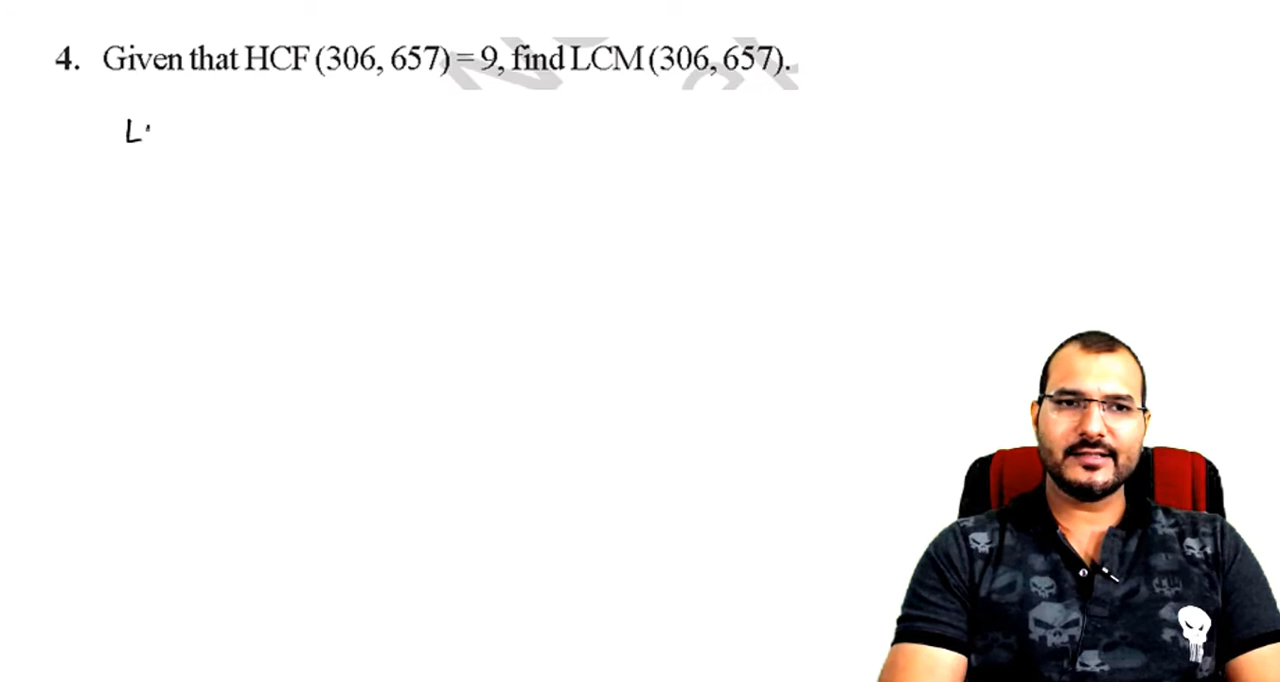 4. Given that HCF (306, 657) = 9, find LCM (306, 657).
L